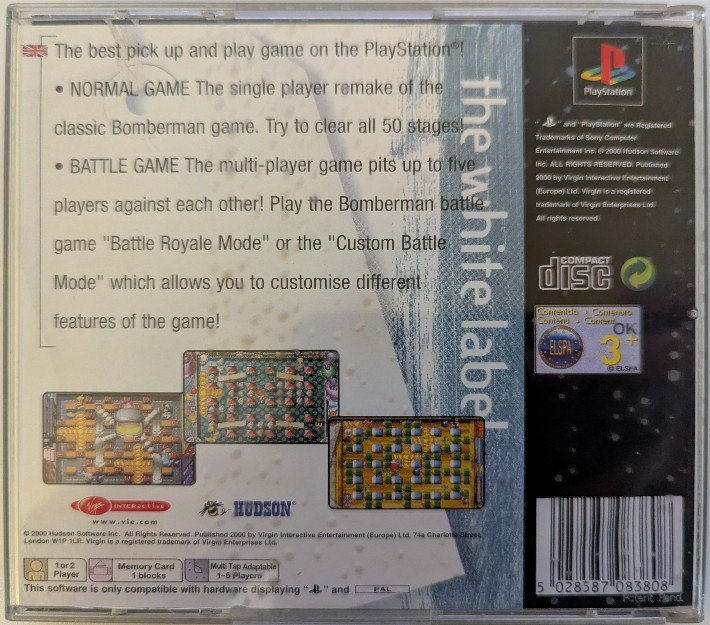 The best pick up and play game on the PlayStation®!
• NORMAL GAME The single player remake of the
classic Bomberman game. Try to clear all 50 stages!
• BATTLE GAME The multi-player game pits up to five
players against each other! Play the Bomberman battle
game "Battle Royale Mode" or the "Custom Battle
Mode" which allows you to customise different
features of the game!
the white label
Virgin INTERactive
www.vie.com
HUDSON®
© 2000 Hudson Software Inc. All Rights Reserved. Published 2000 by Virgin Interactive Entertainment (Europe) Ltd, 74a Charlotte Street,
London W1P 1LR. Virgin is a registered trademark of Virgin Enterprises Ltd.
1 or 2
Player
Memory Card
1 blocks
Multi Tap Adaptable
1-5 Players
This software is only compatible with hardware displaying " " and PAL
PlayStation
" " and "PlayStation" are Registered
Trademarks of Sony Computer
Entertainment Inc. © 2000 Hudson Software
Inc. ALL RIGHTS RESERVED. Published
2000 by Virgin Interactive Entertainment
(Europe) Ltd. Virgin is a registered
trademark of Virgin Enterprises Ltd.
All rights reserved.
COMPACT
disc
Contenido • Contenuto
Conteno • Content
ELSPA
OK
3+
© ELSPA
5 028587 083808
Patent Pend.